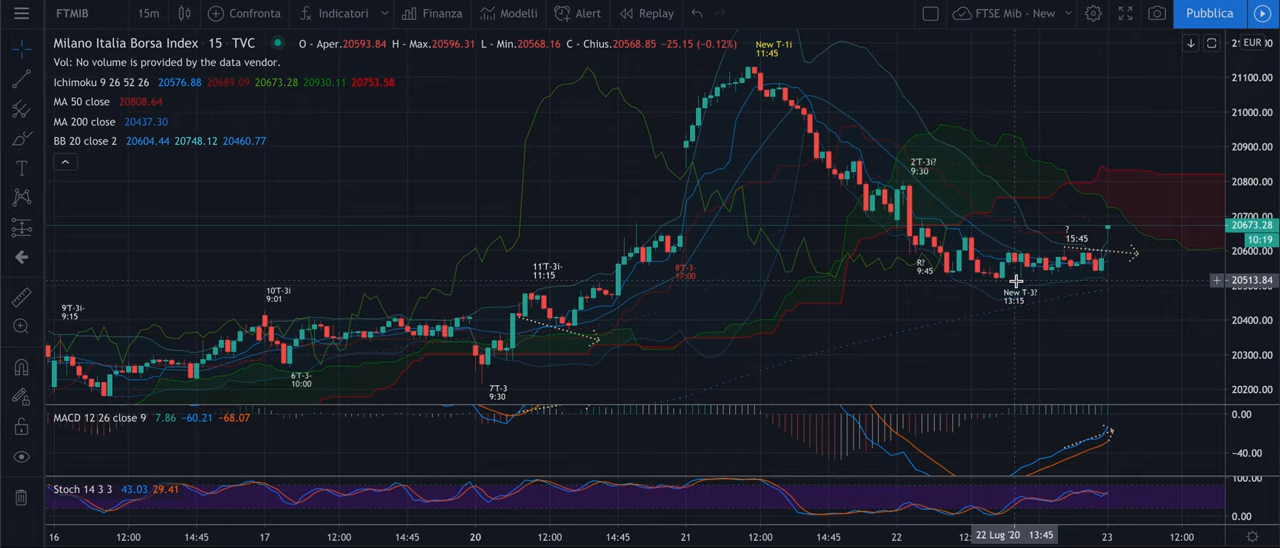 FTMIB 15m Confronta Indicatori Finanza Modelli Alert Replay FTSE Mib - New Pubblica
Milano Italia Borsa Index · 15 · TVC O - Aper.20593.84 H - Max.20596.31 L - Min.20568.16 C - Chius.20568.85 -25.15 (-0.12%)
Vol: No volume is provided by the data vendor.
Ichimoku 9 26 52 26 20576.88 20689.09 20673.28 20930.11 20753.58
MA 50 close 20808.64
MA 200 close 20437.30
BB 20 close 2 20604.44 20748.12 20460.77
New T-1i
11:45
EUR
21100.00
21000.00
20900.00
20800.00
20700.00
20673.28
10:19
20600.00
20513.84
20400.00
20300.00
20200.00
2'T-3i?
9:30
?
15:45
R?
9:45
New T-3?
13:15
8'T-3-
17:00
11'T-3i-
11:15
10'T-3i
9:01
9'T-3i-
9:15
6'T-3-
10:00
7'T-3
9:30
MACD 12 26 close 9 7.86 −60.21 −68.07
0.00
−40.00
Stoch 14 3 3 43.03 29.41
100.00
0.00
16 12:00 14:45 17 12:00 14:45 20 12:00 14:45 21 12:00 14:45 22 22 Lug '20 13:45 23 12:00